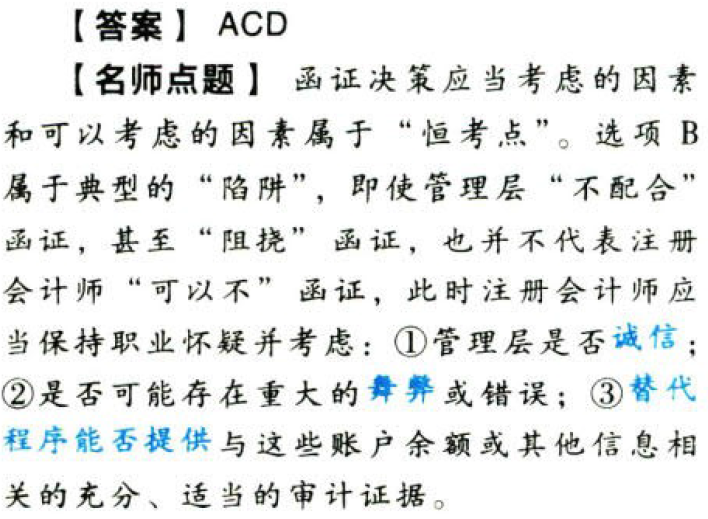 【答案】 ACD
【名师点题】 函证决策应当考虑的因素
和可以考虑的因素属于“恒考点”。选项 B
属于典型的“陷阱”，即使管理层“不配合”
函证，甚至“阻挠”函证，也并不代表注册
会计师“可以不”函证，此时注册会计师应
当保持职业怀疑并考虑：①管理层是否诚信；
②是否可能存在重大的舞弊或错误；③替代
程序能否提供与这些账户余额或其他信息相
关的充分、适当的审计证据。